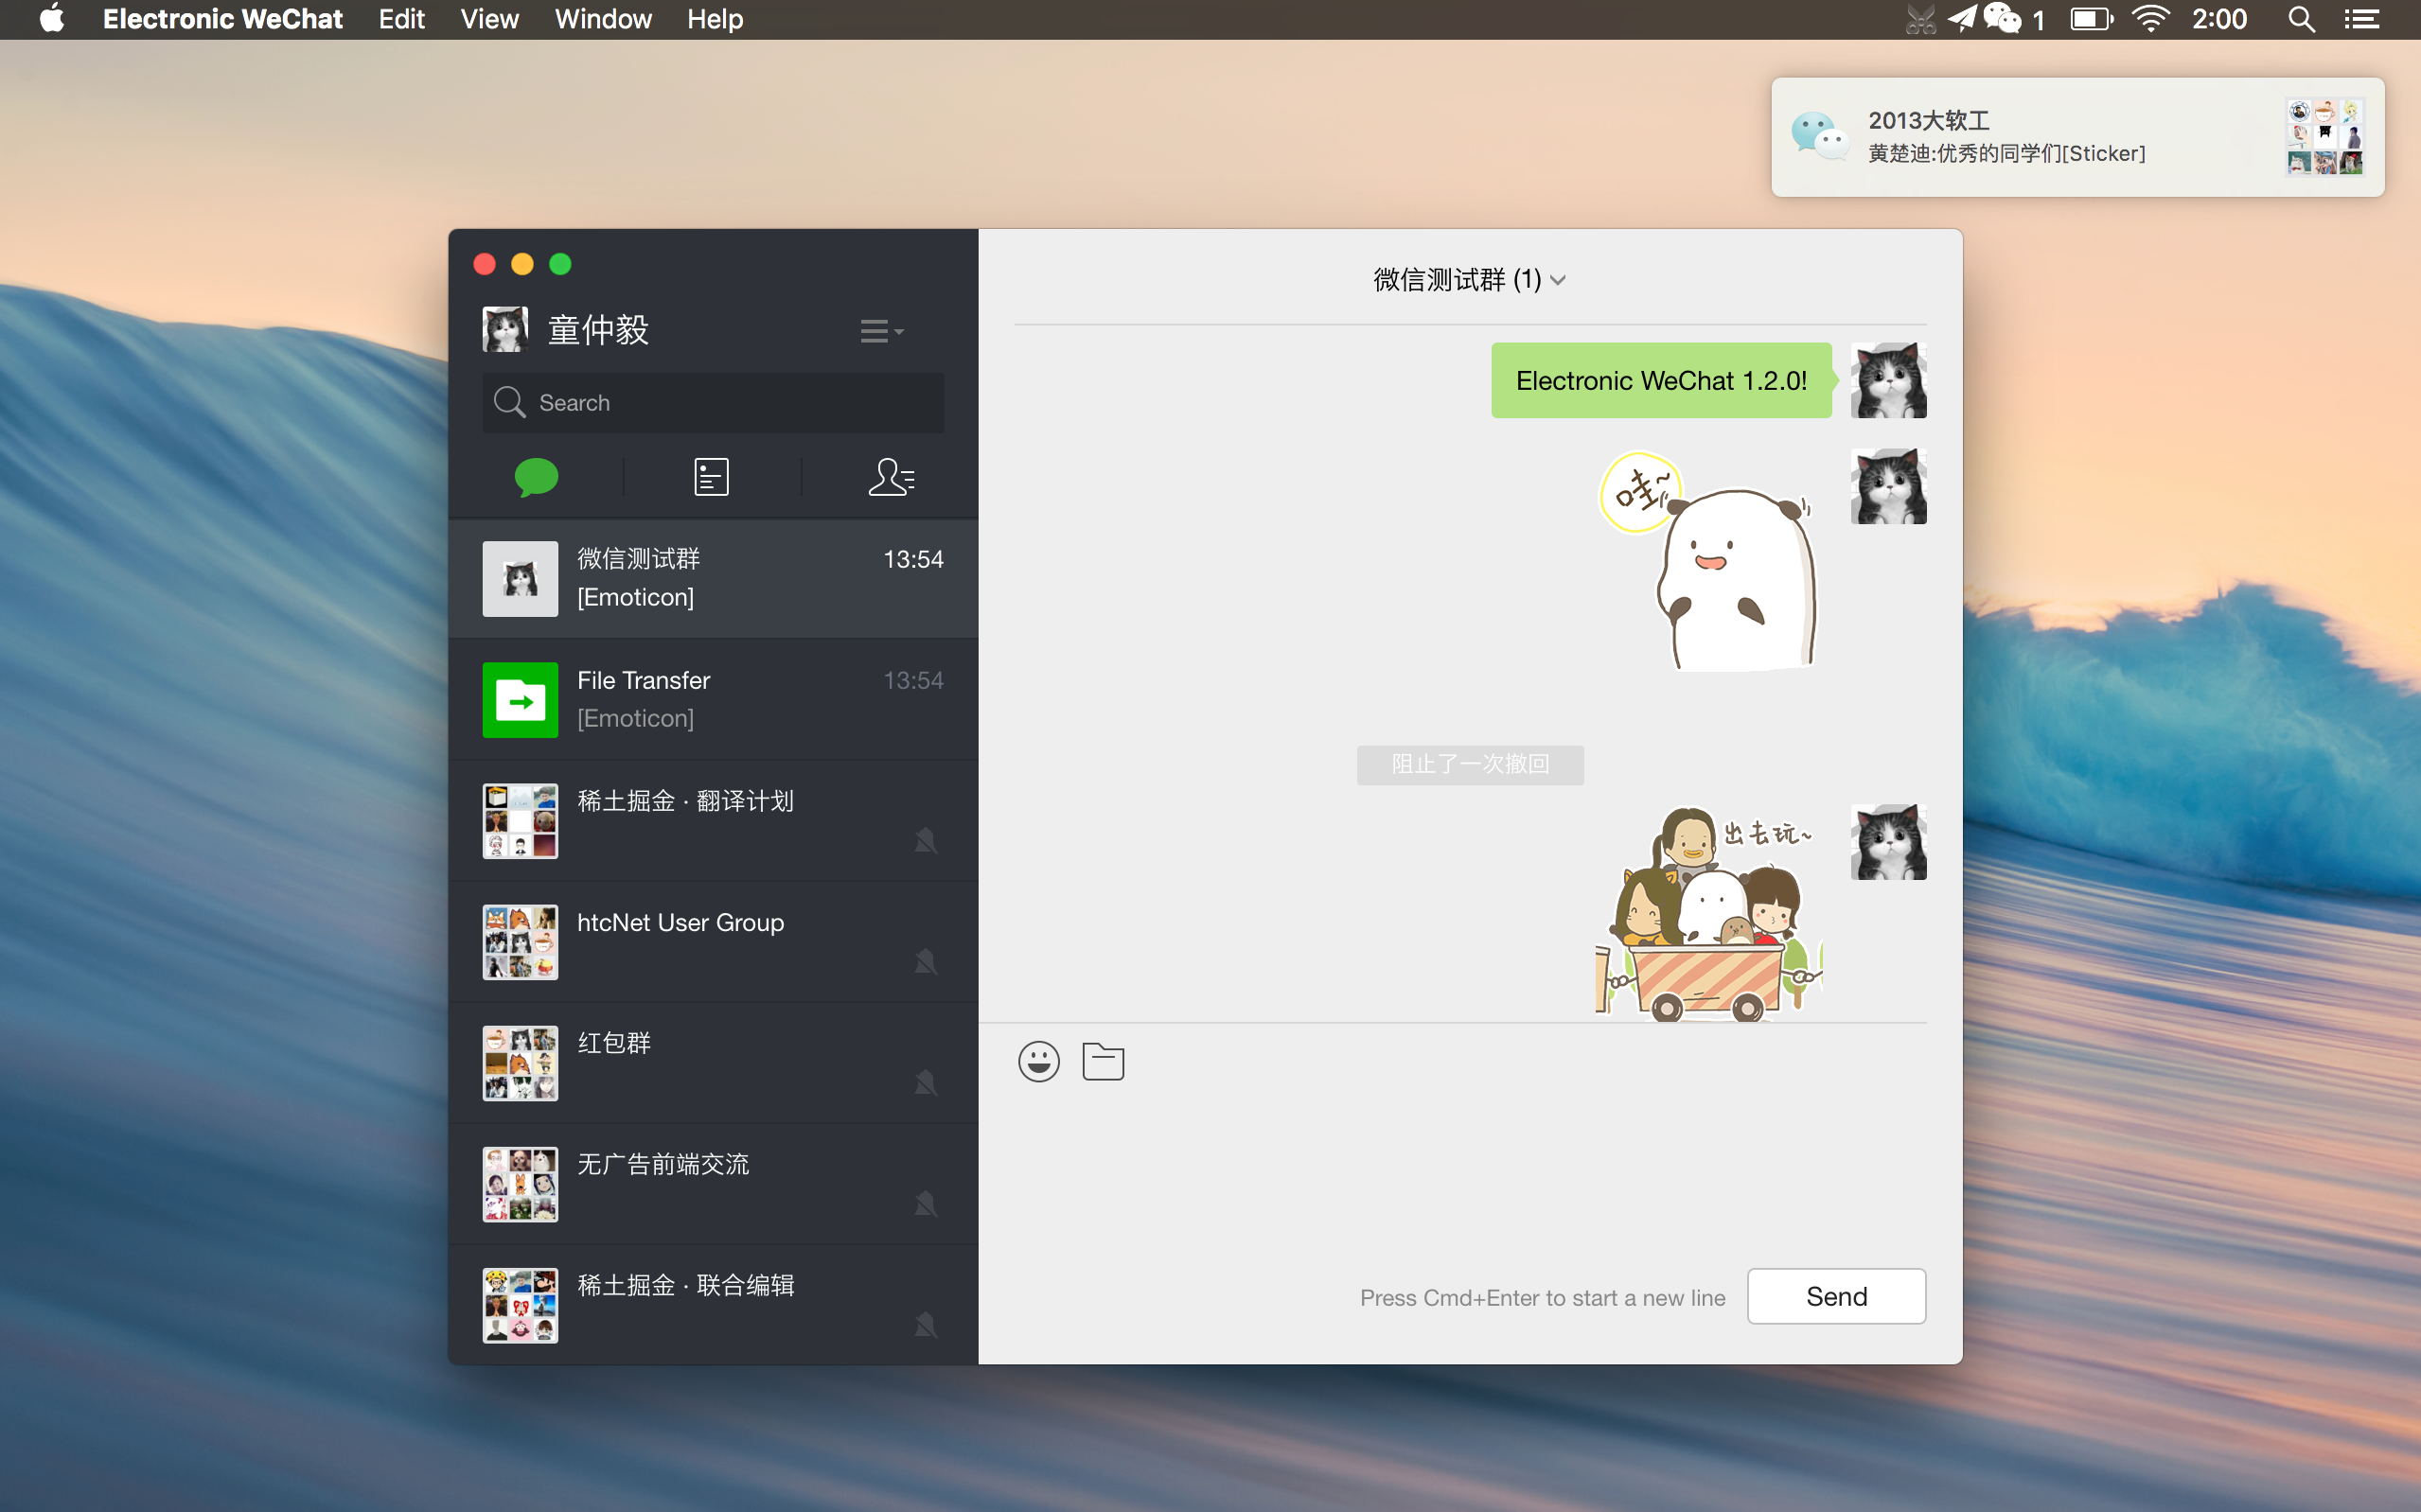 Electronic WeChat Edit View Window Help 1 2:00
2013大软工
黄楚迪:优秀的同学们[Sticker]
童仲毅
Search
微信测试群 13:54
[Emoticon]
File Transfer 13:54
[Emoticon]
稀土掘金 · 翻译计划
htcNet User Group
红包群
无广告前端交流
稀土掘金 · 联合编辑
微信测试群 (1)
Electronic WeChat 1.2.0!
哇~
阻止了一次撤回
出去玩~
Press Cmd+Enter to start a new line Send